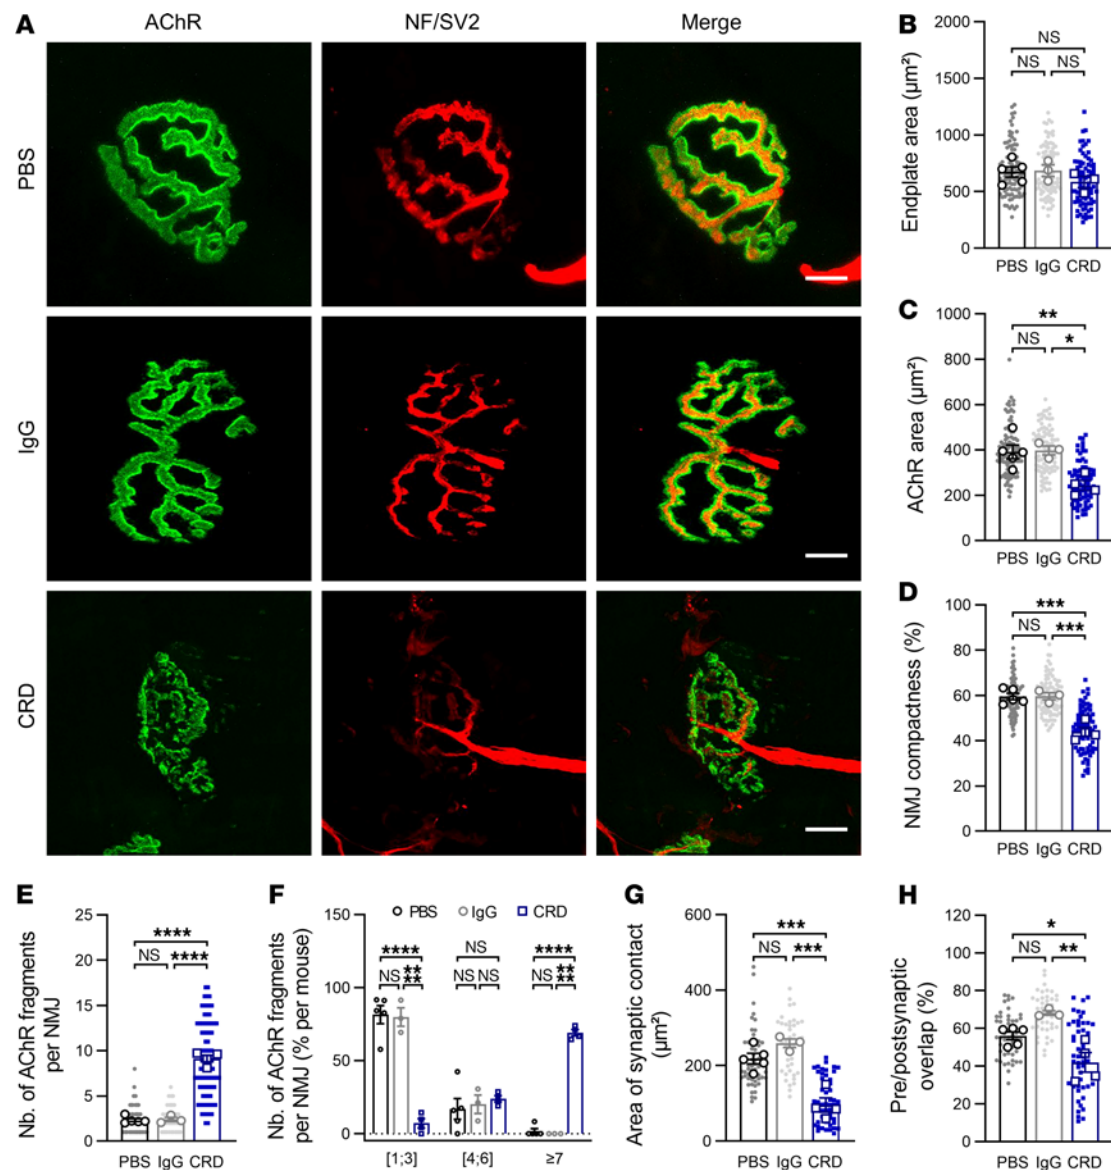 A
AChR
NF/SV2
Merge
PBS
IgG
CRD
B
Endplate area (µm²)
2000
1500
1000
500
0
NS
NS
NS
PBS IgG CRD
C
AChR area (µm²)
1000
800
600
400
200
0
**
NS
*
PBS IgG CRD
D
NMJ compactness (%)
100
80
60
40
20
0
***
NS
***
PBS IgG CRD
E
Nb. of AChR fragments
per NMJ
25
20
15
10
5
0
****
NS
****
PBS IgG CRD
F
Nb. of AChR fragments
per NMJ (% per mouse)
150
100
50
0
PBS IgG CRD
****
NS
**
**
NS
NS
NS
****
NS
**
**
[1;3] [4;6] ≥7
G
Area of synaptic contact
(µm²)
600
400
200
0
***
NS
***
PBS IgG CRD
H
Pre/postsynaptic
overlap (%)
120
100
80
60
40
20
0
*
NS
**
PBS IgG CRD